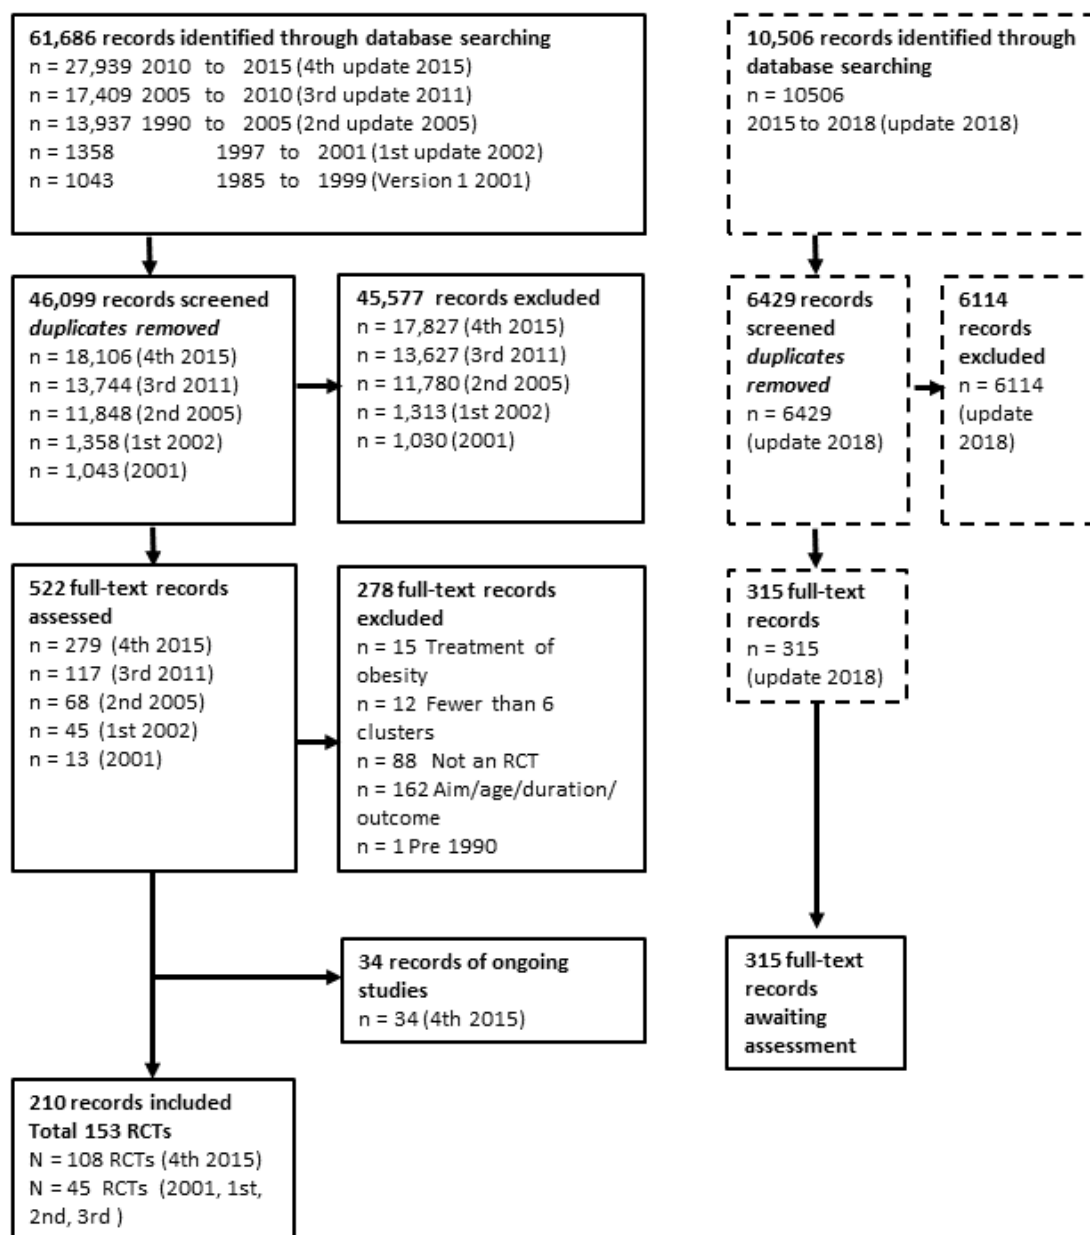 61,686 records identified through database searching
n = 27,939 2010 to 2015 (4th update 2015)
n = 17,409 2005 to 2010 (3rd update 2011)
n = 13,937 1990 to 2005 (2nd update 2005)
n = 1358 1997 to 2001 (1st update 2002)
n = 1043 1985 to 1999 (Version 1 2001)
46,099 records screened
duplicates removed
n = 18,106 (4th 2015)
n = 13,744 (3rd 2011)
n = 11,848 (2nd 2005)
n = 1,358 (1st 2002)
n = 1,043 (2001)
45,577 records excluded
n = 17,827 (4th 2015)
n = 13,627 (3rd 2011)
n = 11,780 (2nd 2005)
n = 1,313 (1st 2002)
n = 1,030 (2001)
522 full-text records
assessed
n = 279 (4th 2015)
n = 117 (3rd 2011)
n = 68 (2nd 2005)
n = 45 (1st 2002)
n = 13 (2001)
278 full-text records
excluded
n = 15 Treatment of
obesity
n = 12 Fewer than 6
clusters
n = 88 Not an RCT
n = 162 Aim/age/duration/
outcome
n = 1 Pre 1990
34 records of ongoing
studies
n = 34 (4th 2015)
210 records included
Total 153 RCTs
N = 108 RCTs (4th 2015)
N = 45 RCTs (2001, 1st,
2nd, 3rd )
10,506 records identified through
database searching
n = 10506
2015 to 2018 (update 2018)
6429 records
screened
duplicates
removed
n = 6429
(update 2018)
6114
records
excluded
n = 6114
(update
2018)
315 full-text
records
n = 315
(update 2018)
315 full-text
records
awaiting
assessment